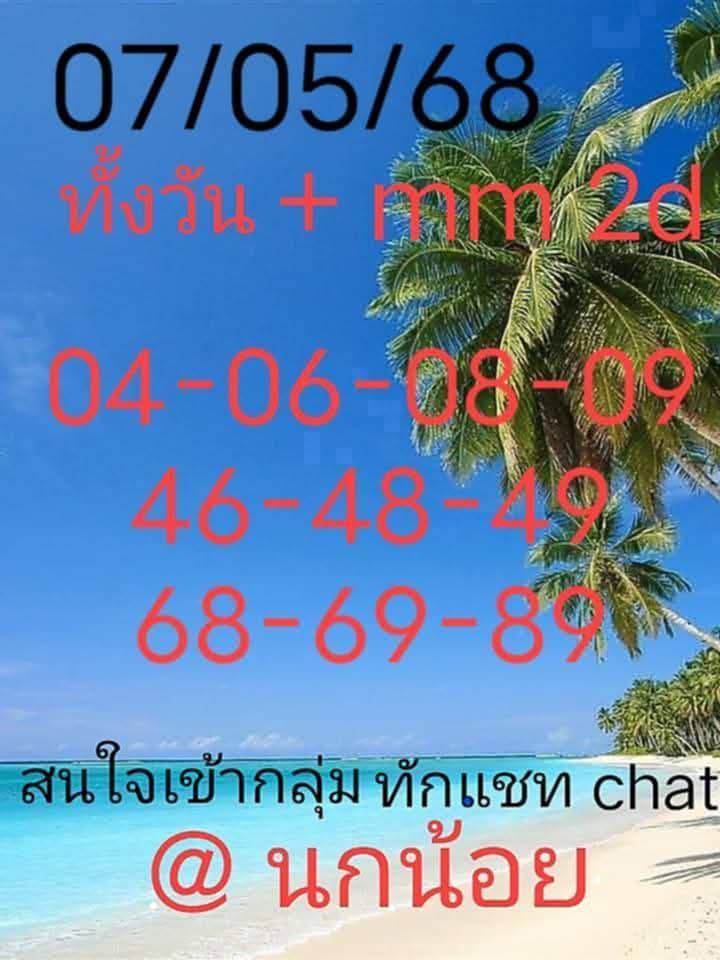 07/05/68
ทั้งวัน + mm 2d
04-06-08-09
46-48-49
68-69-89
สนใจเข้ากลุ่ม ทักแชท chat
@ นกน้อย